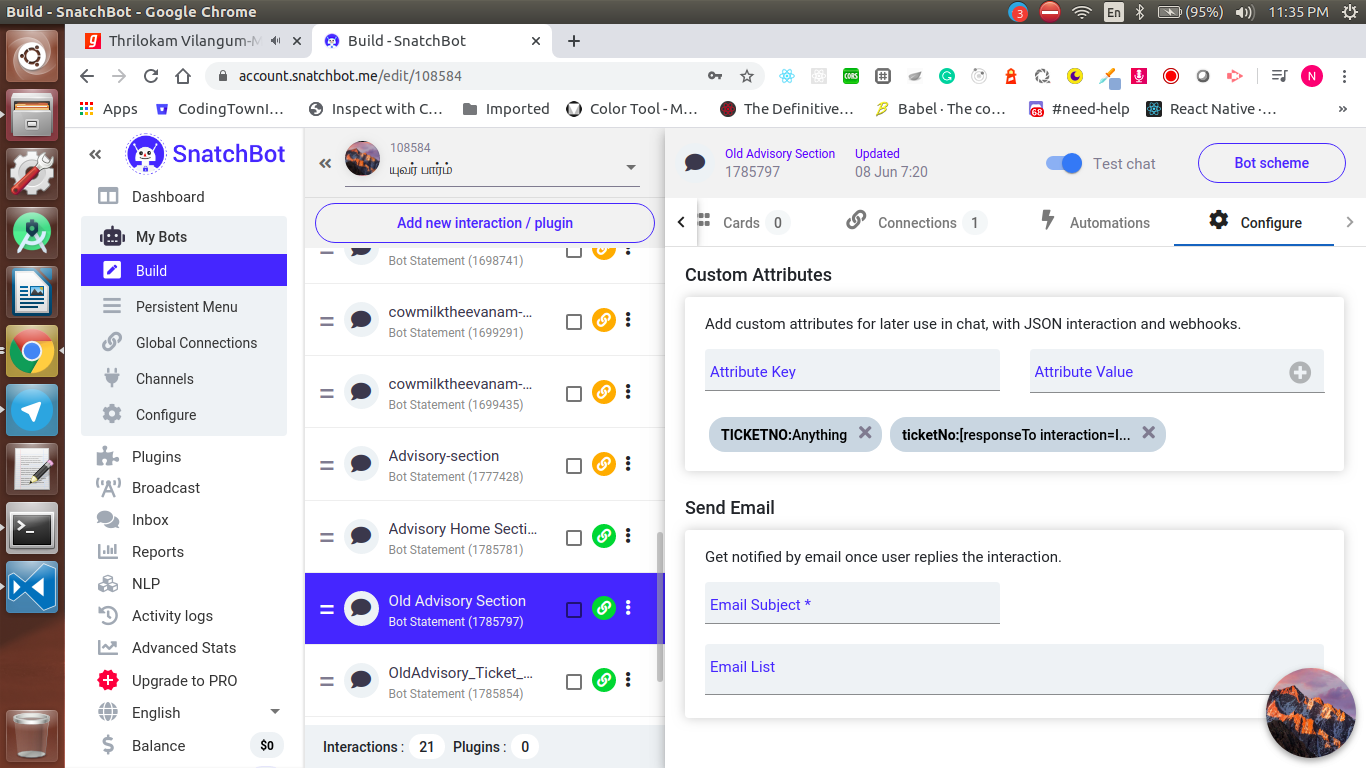 Build - SnatchBot - Google Chrome
3
En
(95%)
11:35 PM
Thrilokam Vilangum-M
Build - SnatchBot
account.snatchbot.me/edit/108584
CORS
N
Apps
CodingTownI...
Inspect with C...
Imported
Color Tool - M...
The Definitive...
Babel · The co...
68
#need-help
React Native ·...
»
SnatchBot
Dashboard
My Bots
Build
Persistent Menu
Global Connections
Channels
Configure
Plugins
Broadcast
Inbox
Reports
NLP
Activity logs
Advanced Stats
Upgrade to PRO
English
Balance
$0
108584
யுவர் பார்ம்
Add new interaction / plugin
Bot Statement (1698741)
cowmilktheevanam-...
Bot Statement (1699291)
cowmilktheevanam-...
Bot Statement (1699435)
Advisory-section
Bot Statement (1777428)
Advisory Home Secti...
Bot Statement (1785781)
Old Advisory Section
Bot Statement (1785797)
OldAdvisory_Ticket_...
Bot Statement (1785854)
Interactions : 21 Plugins : 0
Old Advisory Section
1785797
Updated
08 Jun 7:20
Test chat
Bot scheme
Cards 0
Connections 1
Automations
Configure
Custom Attributes
Add custom attributes for later use in chat, with JSON interaction and webhooks.
Attribute Key
Attribute Value
TICKETNO:Anything
ticketNo:[responseTo interaction=I...
Send Email
Get notified by email once user replies the interaction.
Email Subject *
Email List